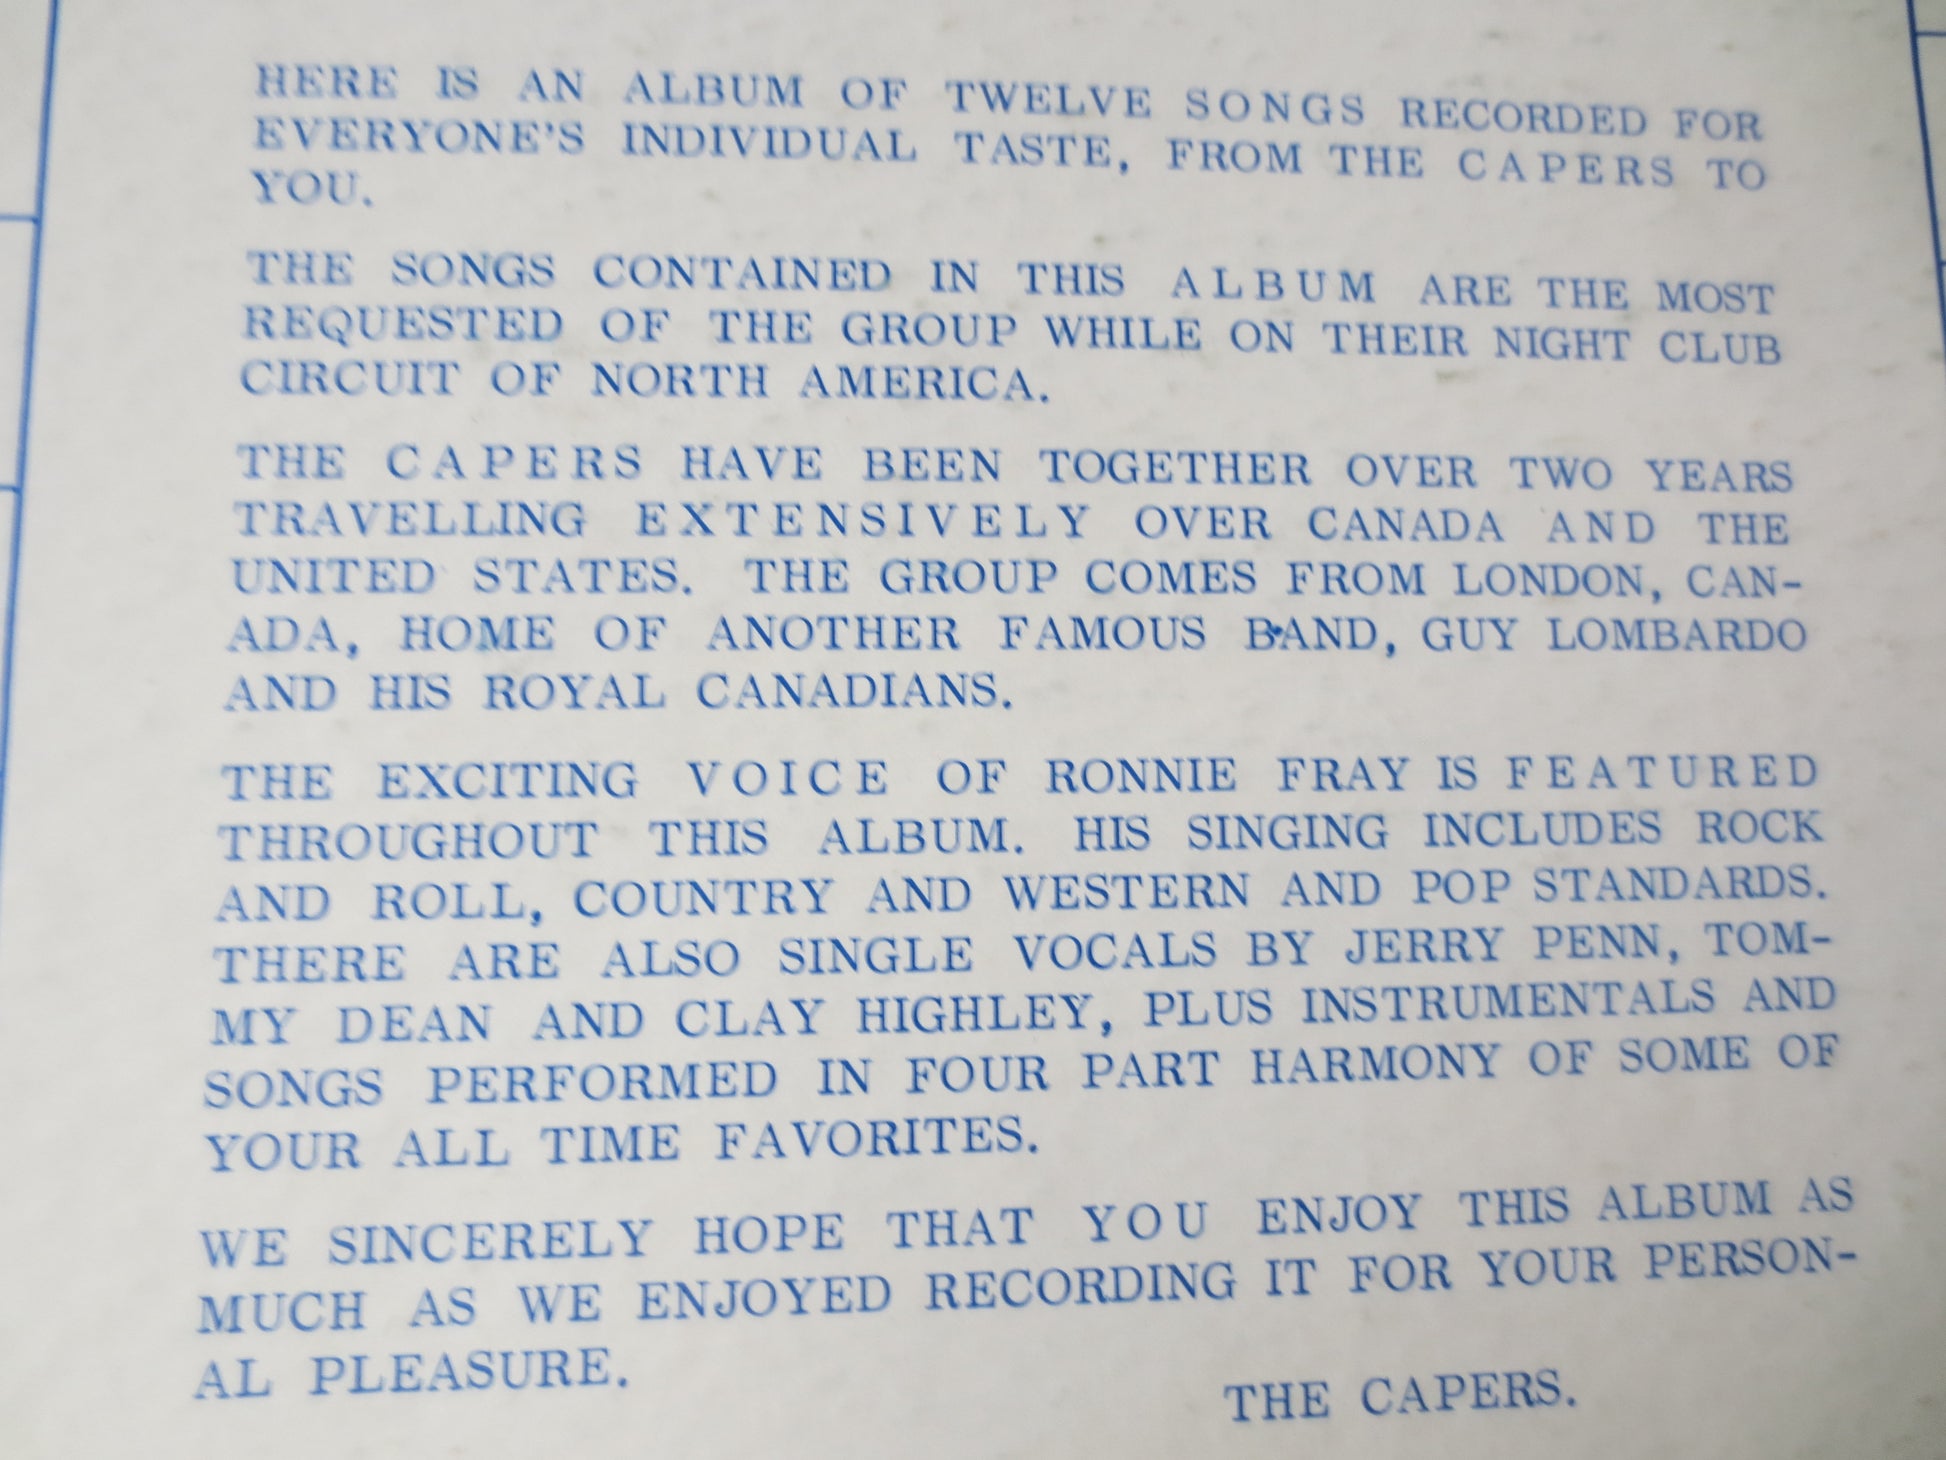 HERE IS AN ALBUM OF TWELVE SONGS RECORDED FOR
EVERYONE'S INDIVIDUAL TASTE, FROM THE CAPERS TO
YOU.
THE SONGS CONTAINED IN THIS ALBUM ARE THE MOST
REQUESTED OF THE GROUP WHILE ON THEIR NIGHT CLUB
CIRCUIT OF NORTH AMERICA.
THE CAPERS HAVE BEEN TOGETHER OVER TWO YEARS
TRAVELLING EXTENSIVELY OVER CANADA AND THE
UNITED STATES. THE GROUP COMES FROM LONDON, CAN-
ADA, HOME OF ANOTHER FAMOUS BAND, GUY LOMBARDO
AND HIS ROYAL CANADIANS.
THE EXCITING VOICE OF RONNIE FRAY IS FEATURED
THROUGHOUT THIS ALBUM. HIS SINGING INCLUDES ROCK
AND ROLL, COUNTRY AND WESTERN AND POP STANDARDS.
THERE ARE ALSO SINGLE VOCALS BY JERRY PENN, TOM-
MY DEAN AND CLAY HIGHLEY, PLUS INSTRUMENTALS AND
SONGS PERFORMED IN FOUR PART HARMONY OF SOME OF
YOUR ALL TIME FAVORITES.
WE SINCERELY HOPE THAT YOU ENJOY THIS ALBUM AS
MUCH AS WE ENJOYED RECORDING IT FOR YOUR PERSON-
AL PLEASURE.
THE CAPERS.